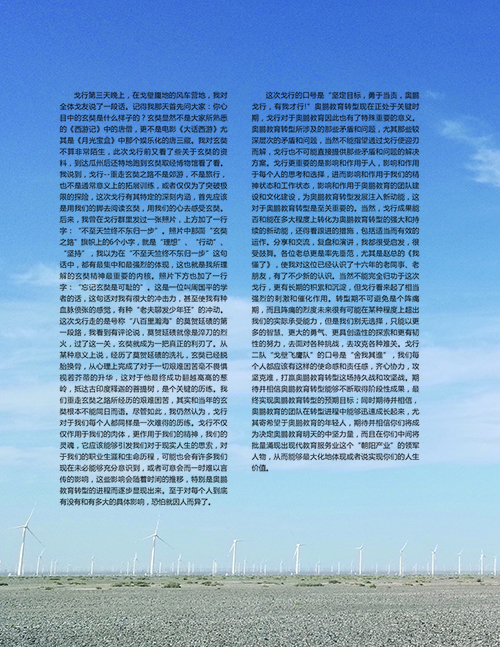 戈行第三天晚上，在戈壁腹地的风车营地，我对
全体戈友说了一段话。记得我那天首先问大家：你心
目中的玄奘是什么样子的？玄奘显然不是大家所熟悉
的《西游记》中的唐僧，更不是电影《大话西游》尤
其是《月光宝盒》中那个娱乐化的唐三藏。我对玄奘
不算非常陌生，此次戈行前又看了些关于玄奘的资
料，到达瓜州后还特地跑到玄奘取经博物馆看了看。
我说到，戈行--重走玄奘之路不是郊游，不是旅行，
也不是通常意义上的拓展训练，或者仅仅为了突破极
限的探险，这次戈行有其特定的深刻内涵，首先应该
是用我们的脚去阅读玄奘，用我们的心去感受玄奘。
后来，我曾在戈行群里发过一张照片，上方加了一行
字：“不至天竺终不东归一步”。照片中那面“玄奘
之路”旗帜上的6个小字，就是“理想”、“行动”、
“坚持”，我以为在“不至天竺终不东归一步”这句
话中，都有最集中和最强烈的体现，这也就是我所理
解的玄奘精神最重要的内核。照片下方也加了一行
字：“忘记玄奘是可耻的”。这是一位叫周国平的学
者的话，这句话对我有很大的冲击力，甚至使我有种
血脉偾张的感觉，有种“老夫聊发少年狂”的冲动。
这次戈行走的是号称“八百里瀚海”的莫贺延碛的第
一段路，我看到有评论说，莫贺延碛就像是淬刀的烈
火，过了这一关，玄奘就成为一把真正的利刃了。从
某种意义上说，经历了莫贺延碛的洗礼，玄奘已经脱
胎换骨，从心理上完成了对于一切艰难困苦毫不畏惧
视若芥蒂的升华，这对于他最终成功翻越高高的葱
岭，抵达古印度释迦的菩提树，是个关键的历练。我
们重走玄奘之路所经历的艰难困苦，其实和当年的玄
奘根本不能同日而语。尽管如此，我仍然认为，戈行
对于我们每个人都同样是一次难得的历练。戈行不仅
仅作用于我们的肉体，更作用于我们的精神，我们的
灵魂，它应该能够引发我们对于现实人生的思索，对
于我们的职业生涯和生命历程，可能也会有许多我们
现在未必能够充分意识到，或者可意会而一时难以言
传的影响，这些影响会随着时间的推移，特别是奥鹏
教育转型的进程而逐步显现出来。至于对每个人到底
有没有和有多大的具体影响，恐怕就因人而异了。
这次戈行的口号是“坚定目标，勇于当责，奥鹏
戈行，有我才行!”奥鹏教育转型现在正处于关键时
期，戈行对于奥鹏教育因此也有了特殊重要的意义。
奥鹏教育转型所涉及的那些矛盾和问题，尤其那些较
深层次的矛盾和问题，当然不能指望通过戈行便迎刃
而解，戈行也不可能直接提供那些矛盾和问题的解决
方案。戈行更重要的是影响和作用于人，影响和作用
于每个人的思考和选择，进而影响和作用于我们的精
神状态和工作状态，影响和作用于奥鹏教育的团队建
设和文化建设，为奥鹏教育转型发展注入新动能，这
对于奥鹏教育转型是至关重要的。当然，戈行成果能
否和能在多大程度上转化为奥鹏教育转型的强大和持
续的新动能，还得看跟进的措施，包括适当而有效的
运作。分享和交流，复盘和演讲，我都很受启发，很
受鼓舞。各位老总更是率先垂范，尤其是赵总的《我
懂了》，使我对这位已经认识了十六年的老同事、老
朋友，有了不少新的认识。当然不能完全归功于这次
戈行，更有长期的积累和沉淀，但戈行看来起了相当
强烈的刺激和催化作用。转型期不可避免是个阵痛
期，而且阵痛的烈度未来很有可能在某种程度上超出
我们的实际承受能力，但是我们别无选择，只能以更
多的智慧、更大的勇气、更具创造性的探索和更有韧
性的努力，去面对各种挑战，去攻克各种难关。戈行
二队“戈壁飞鹰队”的口号是“舍我其谁”，我们每
个人都应该有这样的使命感和责任感，齐心协力，攻
坚克难，打赢奥鹏教育转型这场持久战和攻坚战。期
待并相信奥鹏教育转型能够不断取得阶段性成果，最
终实现奥鹏教育转型的预期目标；同时期待并相信，
奥鹏教育的团队在转型进程中能够迅速成长起来，尤
其寄希望于奥鹏教育的年轻人，期待并相信你们将成
为决定奥鹏教育明天的中坚力量，而且在你们中间将
批量涌现出现代教育服务业这个“朝阳产业”的领军
人物，从而能够最大化地体现或者说实现你们的人生
价值。